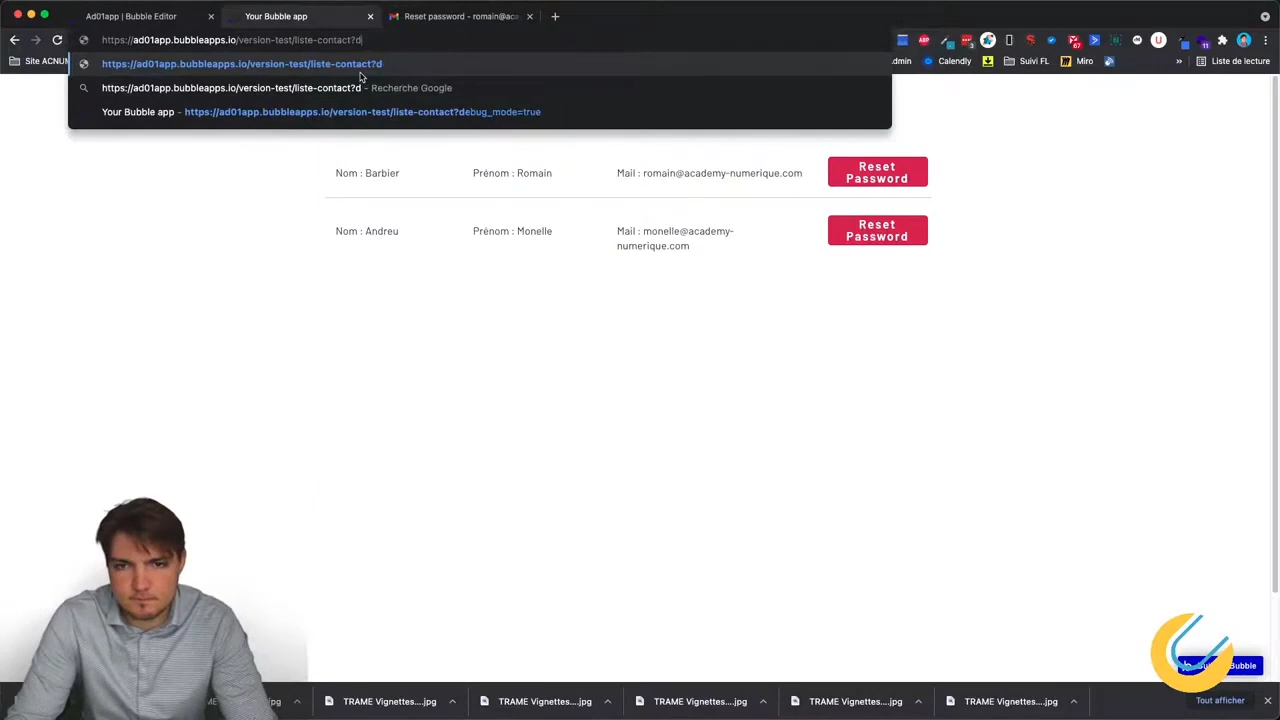 Ad01app | Bubble Editor
Your Bubble app
Reset password - romain@ac
https://ad01app.bubbleapps.io/version-test/liste-contact?d
Site ACNUM
https://ad01app.bubbleapps.io/version-test/liste-contact?d
dmin
Calendly
Suivi FL
Miro
»
Liste de lecture
https://ad01app.bubbleapps.io/version-test/liste-contact?d - Recherche Google
Your Bubble app - https://ad01app.bubbleapps.io/version-test/liste-contact?debug_mode=true
Nom : Barbier
Prénom : Romain
Mail : romain@academy-numerique.com
Reset
Password
Nom : Andreu
Prénom : Monelle
Mail : monelle@academy-
numerique.com
Reset
Password
Bubble
jpg
TRAME Vignettes....jpg
TRAME Vignettes....jpg
TRAME Vignettes....jpg
TRAME Vignettes....jpg
TRAME Vignettes....jpg
Tout afficher